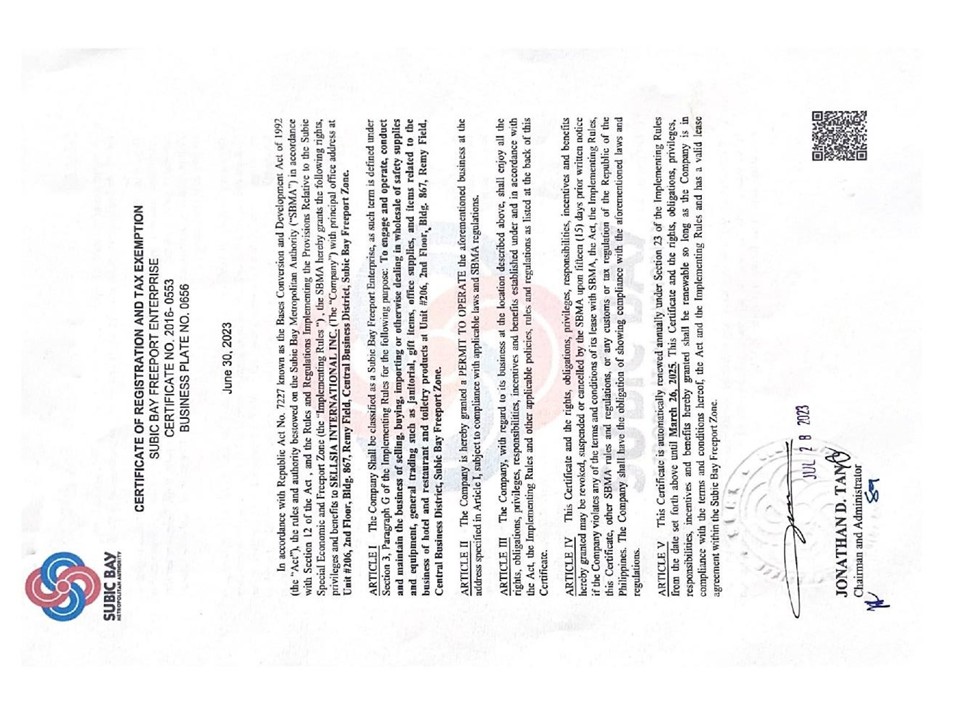 SUBIC BAY
METROPOLITAN AUTHORITY
CERTIFICATE OF REGISTRATION AND TAX EXEMPTION
SUBIC BAY FREEPORT ENTERPRISE
CERTIFICATE NO. 2016- 0553
BUSINESS PLATE NO. 0656
June 30, 2023
In accordance with Republic Act No. 7227 known as the Bases Conversion and Development Act of 1992
(the “Act”), the rules and authority bestowed on the Subic Bay Metropolitan Authority (“SBMA”) in accordance
with Section 12 of the Act , and the Rules and Regulations Implementing the Provisions Relative to the Subic
Special Economic and Freeport Zone (the “Implementing Rules ”) , the SBMA hereby grants the following rights,
privileges and benefits to SELLSIA INTERNATIONAL INC. (The “Company”) with principal office address at
Unit #206, 2nd Floor, Bldg. 867, Remy Field, Central Business District, Subic Bay Freeport Zone.
ARTICLE I The Company Shall be classified as a Subic Bay Freeport Enterprise, as such term is defined under
Section 3, Paragraph G of the Implementing Rules for the following purpose: To engage and operate, conduct
and maintain the business of selling, buying, importing or otherwise dealing in wholesale of safety supplies
and equipment, general trading such as janitorial, gift items, office supplies, and items related to the
business of hotel and restaurant and toiletry products at Unit #206, 2nd Floor, Bldg. 867, Remy Field,
Central Business District, Subic Bay Freeport Zone.
ARTICLE II The Company is hereby granted a PERMIT TO OPERATE the aforementioned business at the
address specified in Article I, subject to compliance with applicable laws and SBMA regulations.
ARTICLE III The Company, with regard to its business at the location described above, shall enjoy all the
rights, obligations, privileges, responsibilities, incentives and benefits established under and in accordance with
the Act, the Implementing Rules and other applicable policies, rules and regulations as listed at the back of this
Certificate.
ARTICLE IV This Certificate and the rights, obligations, privileges, responsibilities, incentives and benefits
hereby granted may be revoked, suspended or cancelled by the SBMA upon fifteen (15) days prior written notice
if the Company violates any of the terms and conditions of its lease with SBMA, the Act, the Implementing Rules,
this Certificate, other SBMA rules and regulations, or any customs or tax regulation of the Republic of the
Philippines. The Company shall have the obligation of showing compliance with the aforementioned laws and
regulations.
SUBIC BAY
ARTICLE V This Certificate is automatically renewed annually under Section 23 of the Implementing Rules
from the date set forth above until March 26, 2025. This Certificate and the rights, obligations, privileges,
responsibilities, incentives and benefits hereby granted shall be renewable so long as the Company is in
compliance with the terms and conditions hereof, the Act and the Implementing Rules and has a valid lease
agreement within the Subic Bay Freeport Zone.
JUL 28 2023
JONATHAN D. TAN
Chairman and Administrator